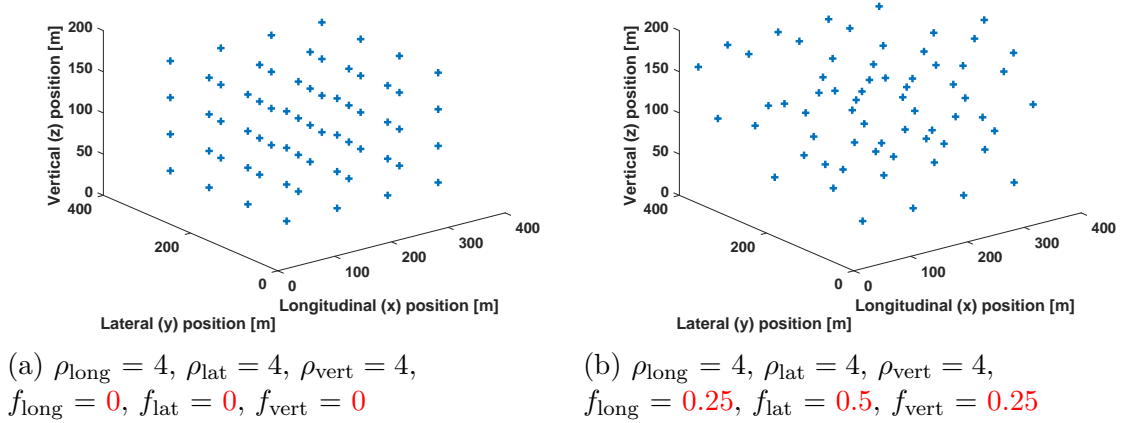 200
150
100
50
0
400
200
0
0
100
200
300
400
Vertical (z) position [m]
Lateral (y) position [m]
Longitudinal (x) position [m]
200
150
100
50
0
400
200
0
0
100
200
300
400
Vertical (z) position [m]
Lateral (y) position [m]
Longitudinal (x) position [m]
(a) ρlong = 4, ρlat = 4, ρvert = 4,
flong = 0, flat = 0, fvert = 0
(b) ρlong = 4, ρlat = 4, ρvert = 4,
flong = 0.25, flat = 0.5, fvert = 0.25